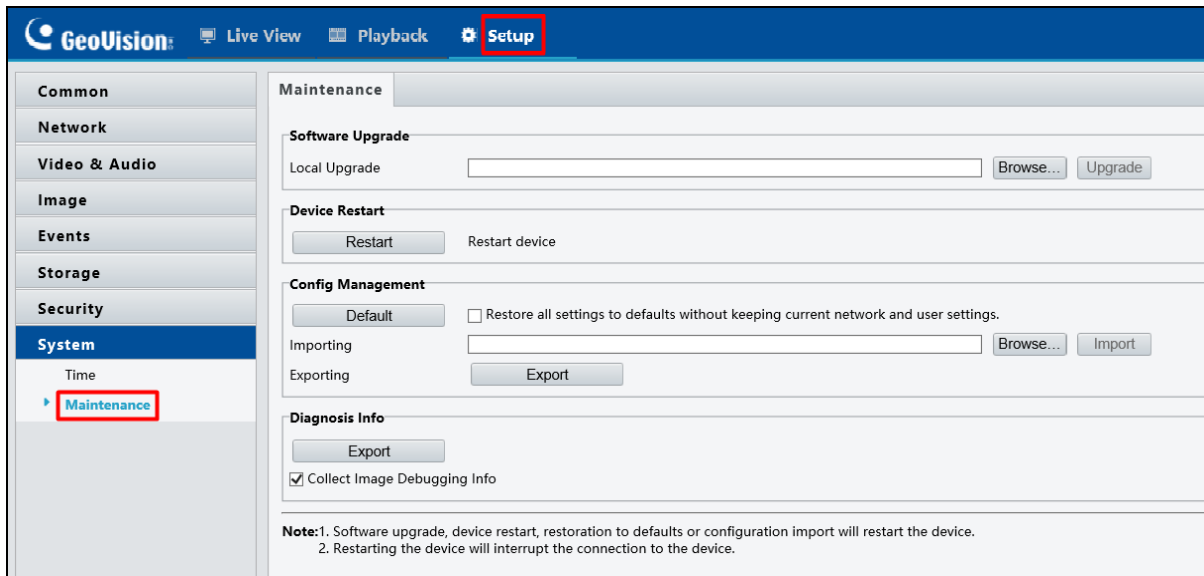 GeoVision Live View Playback Setup
Common
Network
Video & Audio
Image
Events
Storage
Security
System
Time
Maintenance
Maintenance
Software Upgrade
Local Upgrade Browse... Upgrade
Device Restart
Restart Restart device
Config Management
Default Restore all settings to defaults without keeping current network and user settings.
Importing Browse... Import
Exporting Export
Diagnosis Info
Export
Collect Image Debugging Info
Note:1. Software upgrade, device restart, restoration to defaults or configuration import will restart the device.
2. Restarting the device will interrupt the connection to the device.